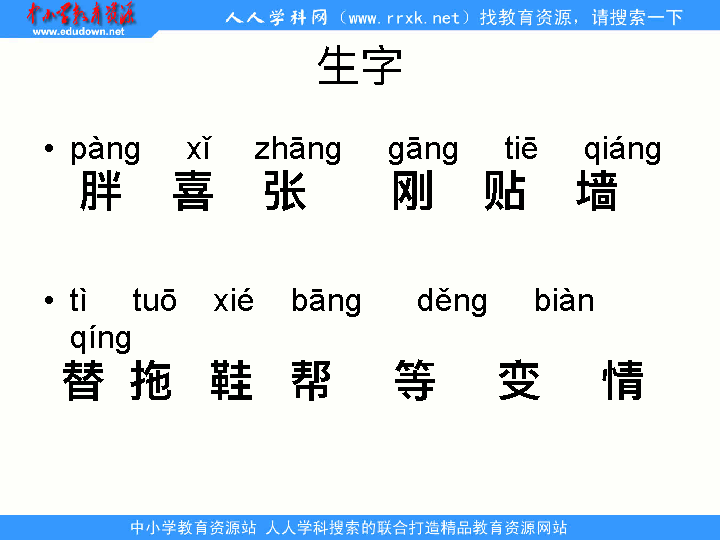 中小学教育资源
www.edudown.net
人人学科网（www.rrxk.net）找教育资源，请搜索一下
生字
• pàng xǐ zhāng gāng tiē qiáng
胖 喜 张 刚 贴 墙
• tì tuō xié bāng děng biàn
qíng
替 拖 鞋 帮 等 变 情
中小学教育资源站 人人学科搜索的联合打造精品教育资源网站